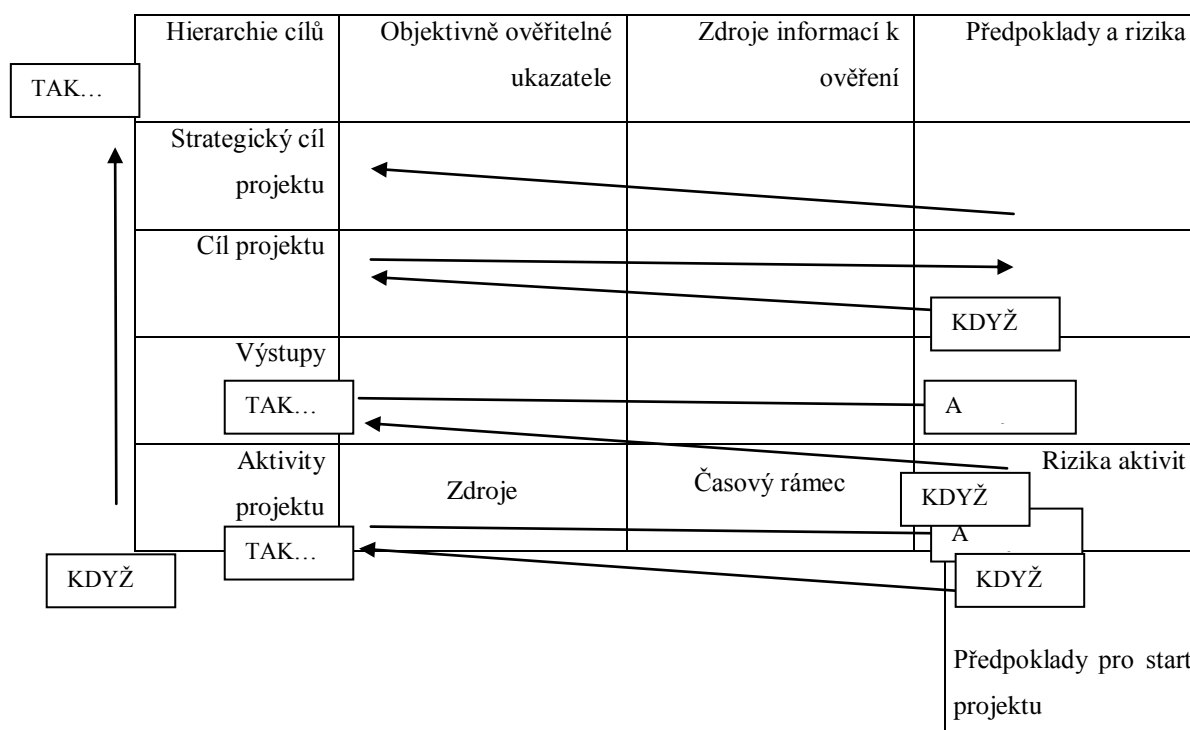 Hierarchie cílů
Objektivně ověřitelné
ukazatele
Zdroje informací k
ověření
Předpoklady a rizika
TAK…
Strategický cíl
projektu
Cíl projektu
KDYŽ
Výstupy
TAK…
A
Aktivity
projektu
Zdroje
Časový rámec
Rizika aktivit
KDYŽ
TAK…
A
KDYŽ
KDYŽ
Předpoklady pro start
projektu